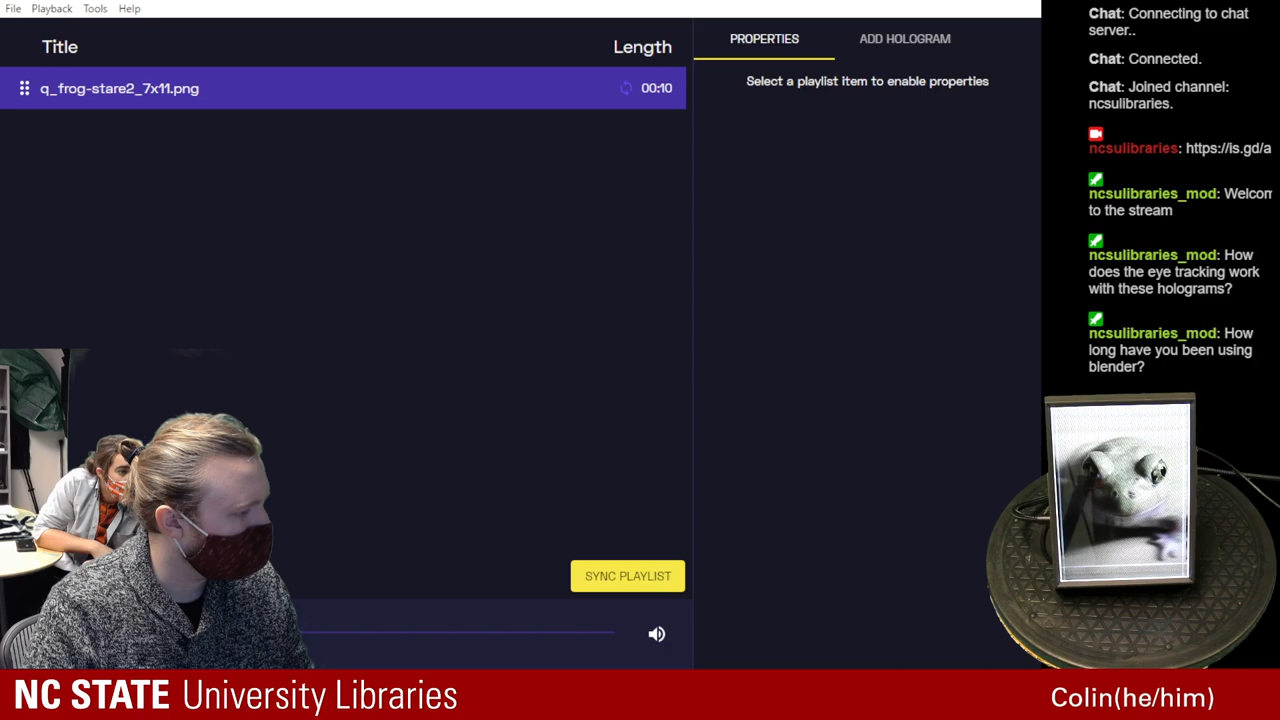 File Playback Tools Help
Title Length
q_frog-stare2_7x11.png 00:10
SYNC PLAYLIST
PROPERTIES ADD HOLOGRAM
Select a playlist item to enable properties
Chat: Connecting to chat
server..
Chat: Connected.
Chat: Joined channel:
ncsulibraries.
ncsulibraries: https://is.gd/a
ncsulibraries_mod: Welcom
to the stream
ncsulibraries_mod: How
does the eye tracking work
with these holograms?
ncsulibraries_mod: How
long have you been using
blender?
NC STATE University Libraries
Colin(he/him)